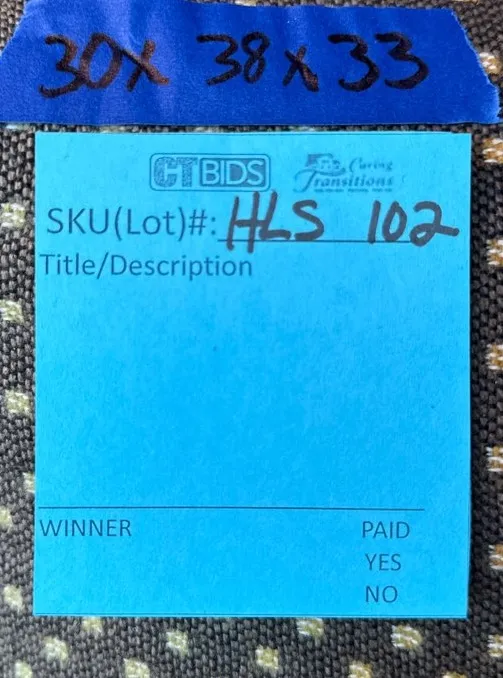 30x 38x33
CTBIDS Caring Transitions
SKU(Lot)#: HLS 102
Title/Description
WINNER PAID
YES
NO